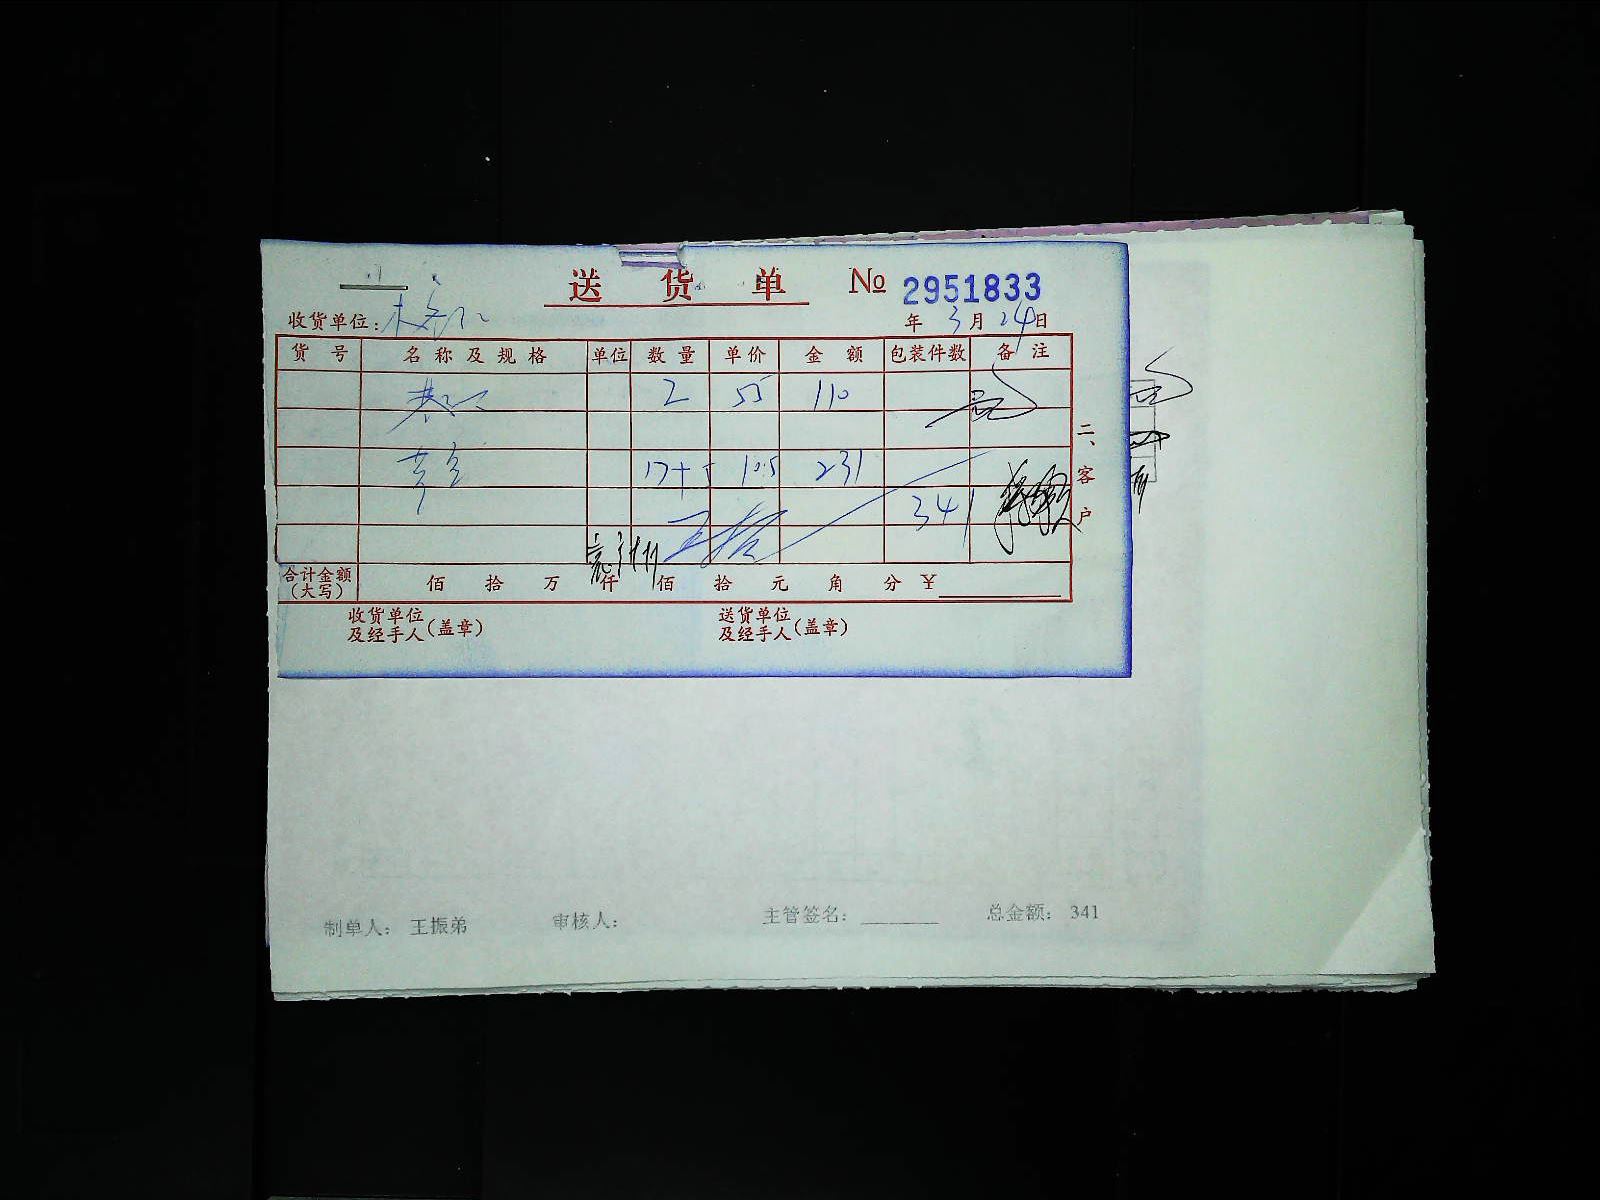 送 货 单 № 2951833
收货单位:
年 3月24日
货 号 名 称 及 规 格 单位 数 量 单价 金 额 包装件数 备 注
2 55 110
17+5 10.5 231
341
二、客户
合计金额(大写) 佰 拾 万 仟 佰 拾 元 角 分 ¥
收货单位及经手人(盖章) 送货单位及经手人(盖章)
制单人: 王振弟 审核人: 主管签名: 总金额: 341